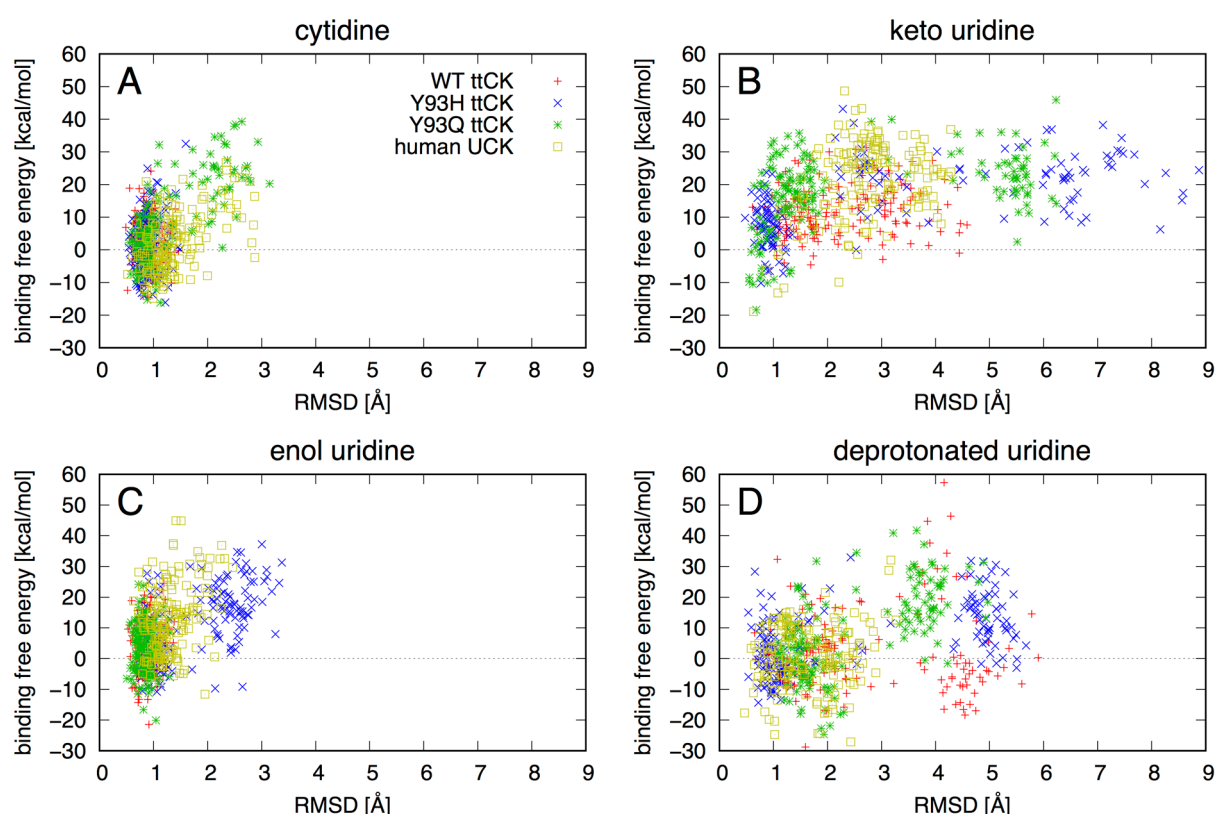 cytidine
A
WT ttCK
Y93H ttCK
Y93Q ttCK
human UCK
binding free energy [kcal/mol]
60
50
40
30
20
10
0
−10
−20
−30
0 1 2 3 4 5 6 7 8 9
RMSD [Å]
keto uridine
B
binding free energy [kcal/mol]
60
50
40
30
20
10
0
−10
−20
−30
0 1 2 3 4 5 6 7 8 9
RMSD [Å]
enol uridine
C
binding free energy [kcal/mol]
60
50
40
30
20
10
0
−10
−20
−30
0 1 2 3 4 5 6 7 8 9
RMSD [Å]
deprotonated uridine
D
binding free energy [kcal/mol]
60
50
40
30
20
10
0
−10
−20
−30
0 1 2 3 4 5 6 7 8 9
RMSD [Å]